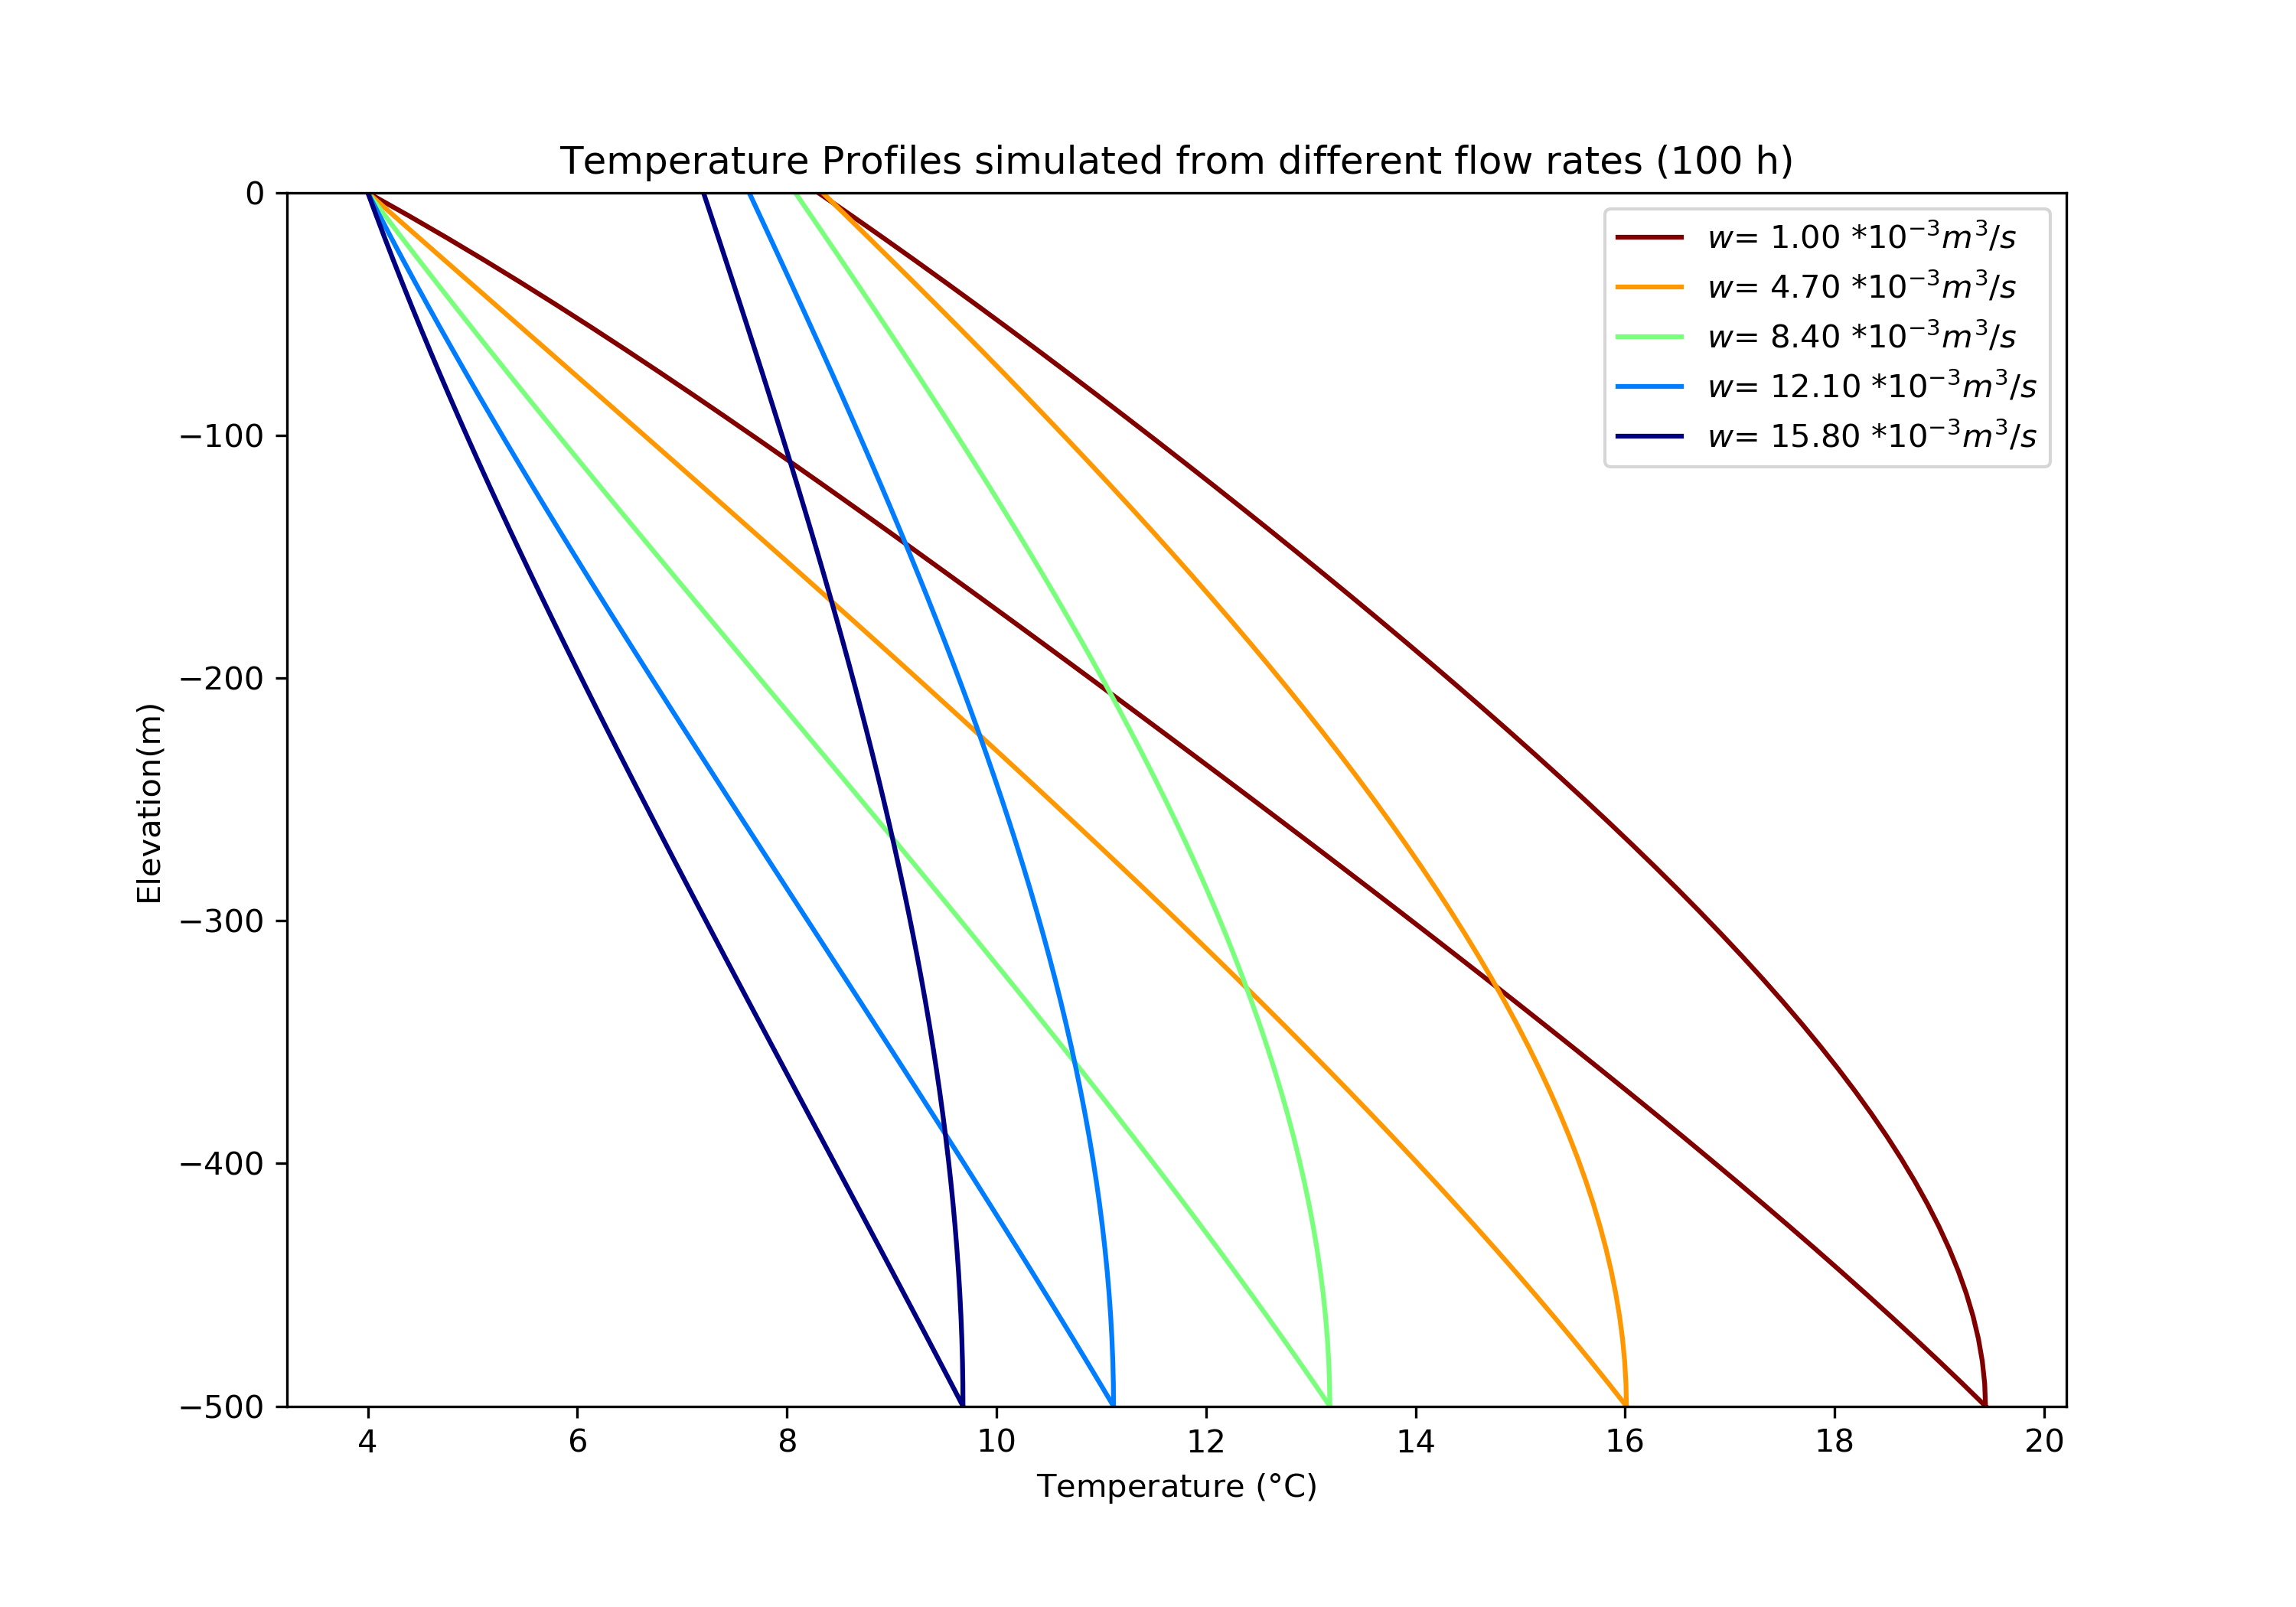 Temperature Profiles simulated from different flow rates (100 h)
0
−100
−200
−300
−400
−500
Elevation(m)
w= 1.00 *10⁻³m³/s
w= 4.70 *10⁻³m³/s
w= 8.40 *10⁻³m³/s
w= 12.10 *10⁻³m³/s
w= 15.80 *10⁻³m³/s
4 6 8 10 12 14 16 18 20
Temperature (°C)